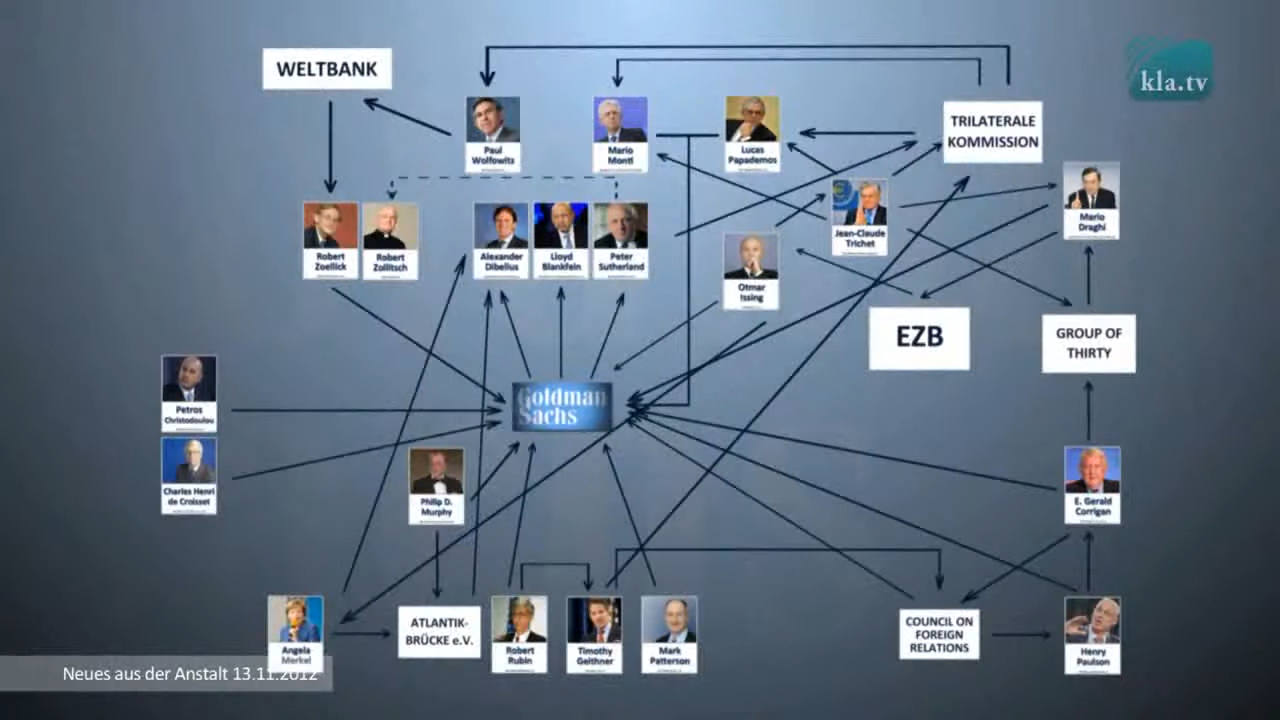 WELTBANK
kla.tv
Paul
Wolfowitz
Mario
Monti
Lucas
Papademos
TRILATERALE
KOMMISSION
Robert
Zoellick
Robert
Zollitsch
Alexander
Dibelius
Lloyd
Blankfein
Peter
Sutherland
Jean-Claude
Trichet
Mario
Draghi
Otmar
Issing
EZB
GROUP OF
THIRTY
Goldman
Sachs
Petros
Christodoulou
Charles Henri
de Croisset
Philip D.
Murphy
E. Gerald
Corrigan
Angela
Merkel
ATLANTIK-
BRÜCKE e.V.
Robert
Rubin
Timothy
Geithner
Mark
Patterson
COUNCIL ON
FOREIGN
RELATIONS
Henry
Paulson
Neues aus der Anstalt 13.11.2012